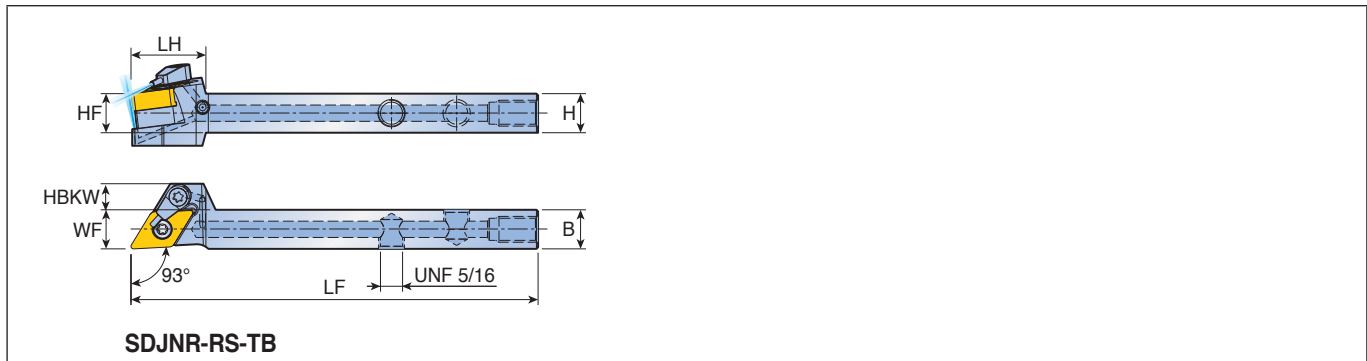 LH
HF
H
HBKW
WF
B
93°
UNF 5/16
LF
SDJNR-RS-TB